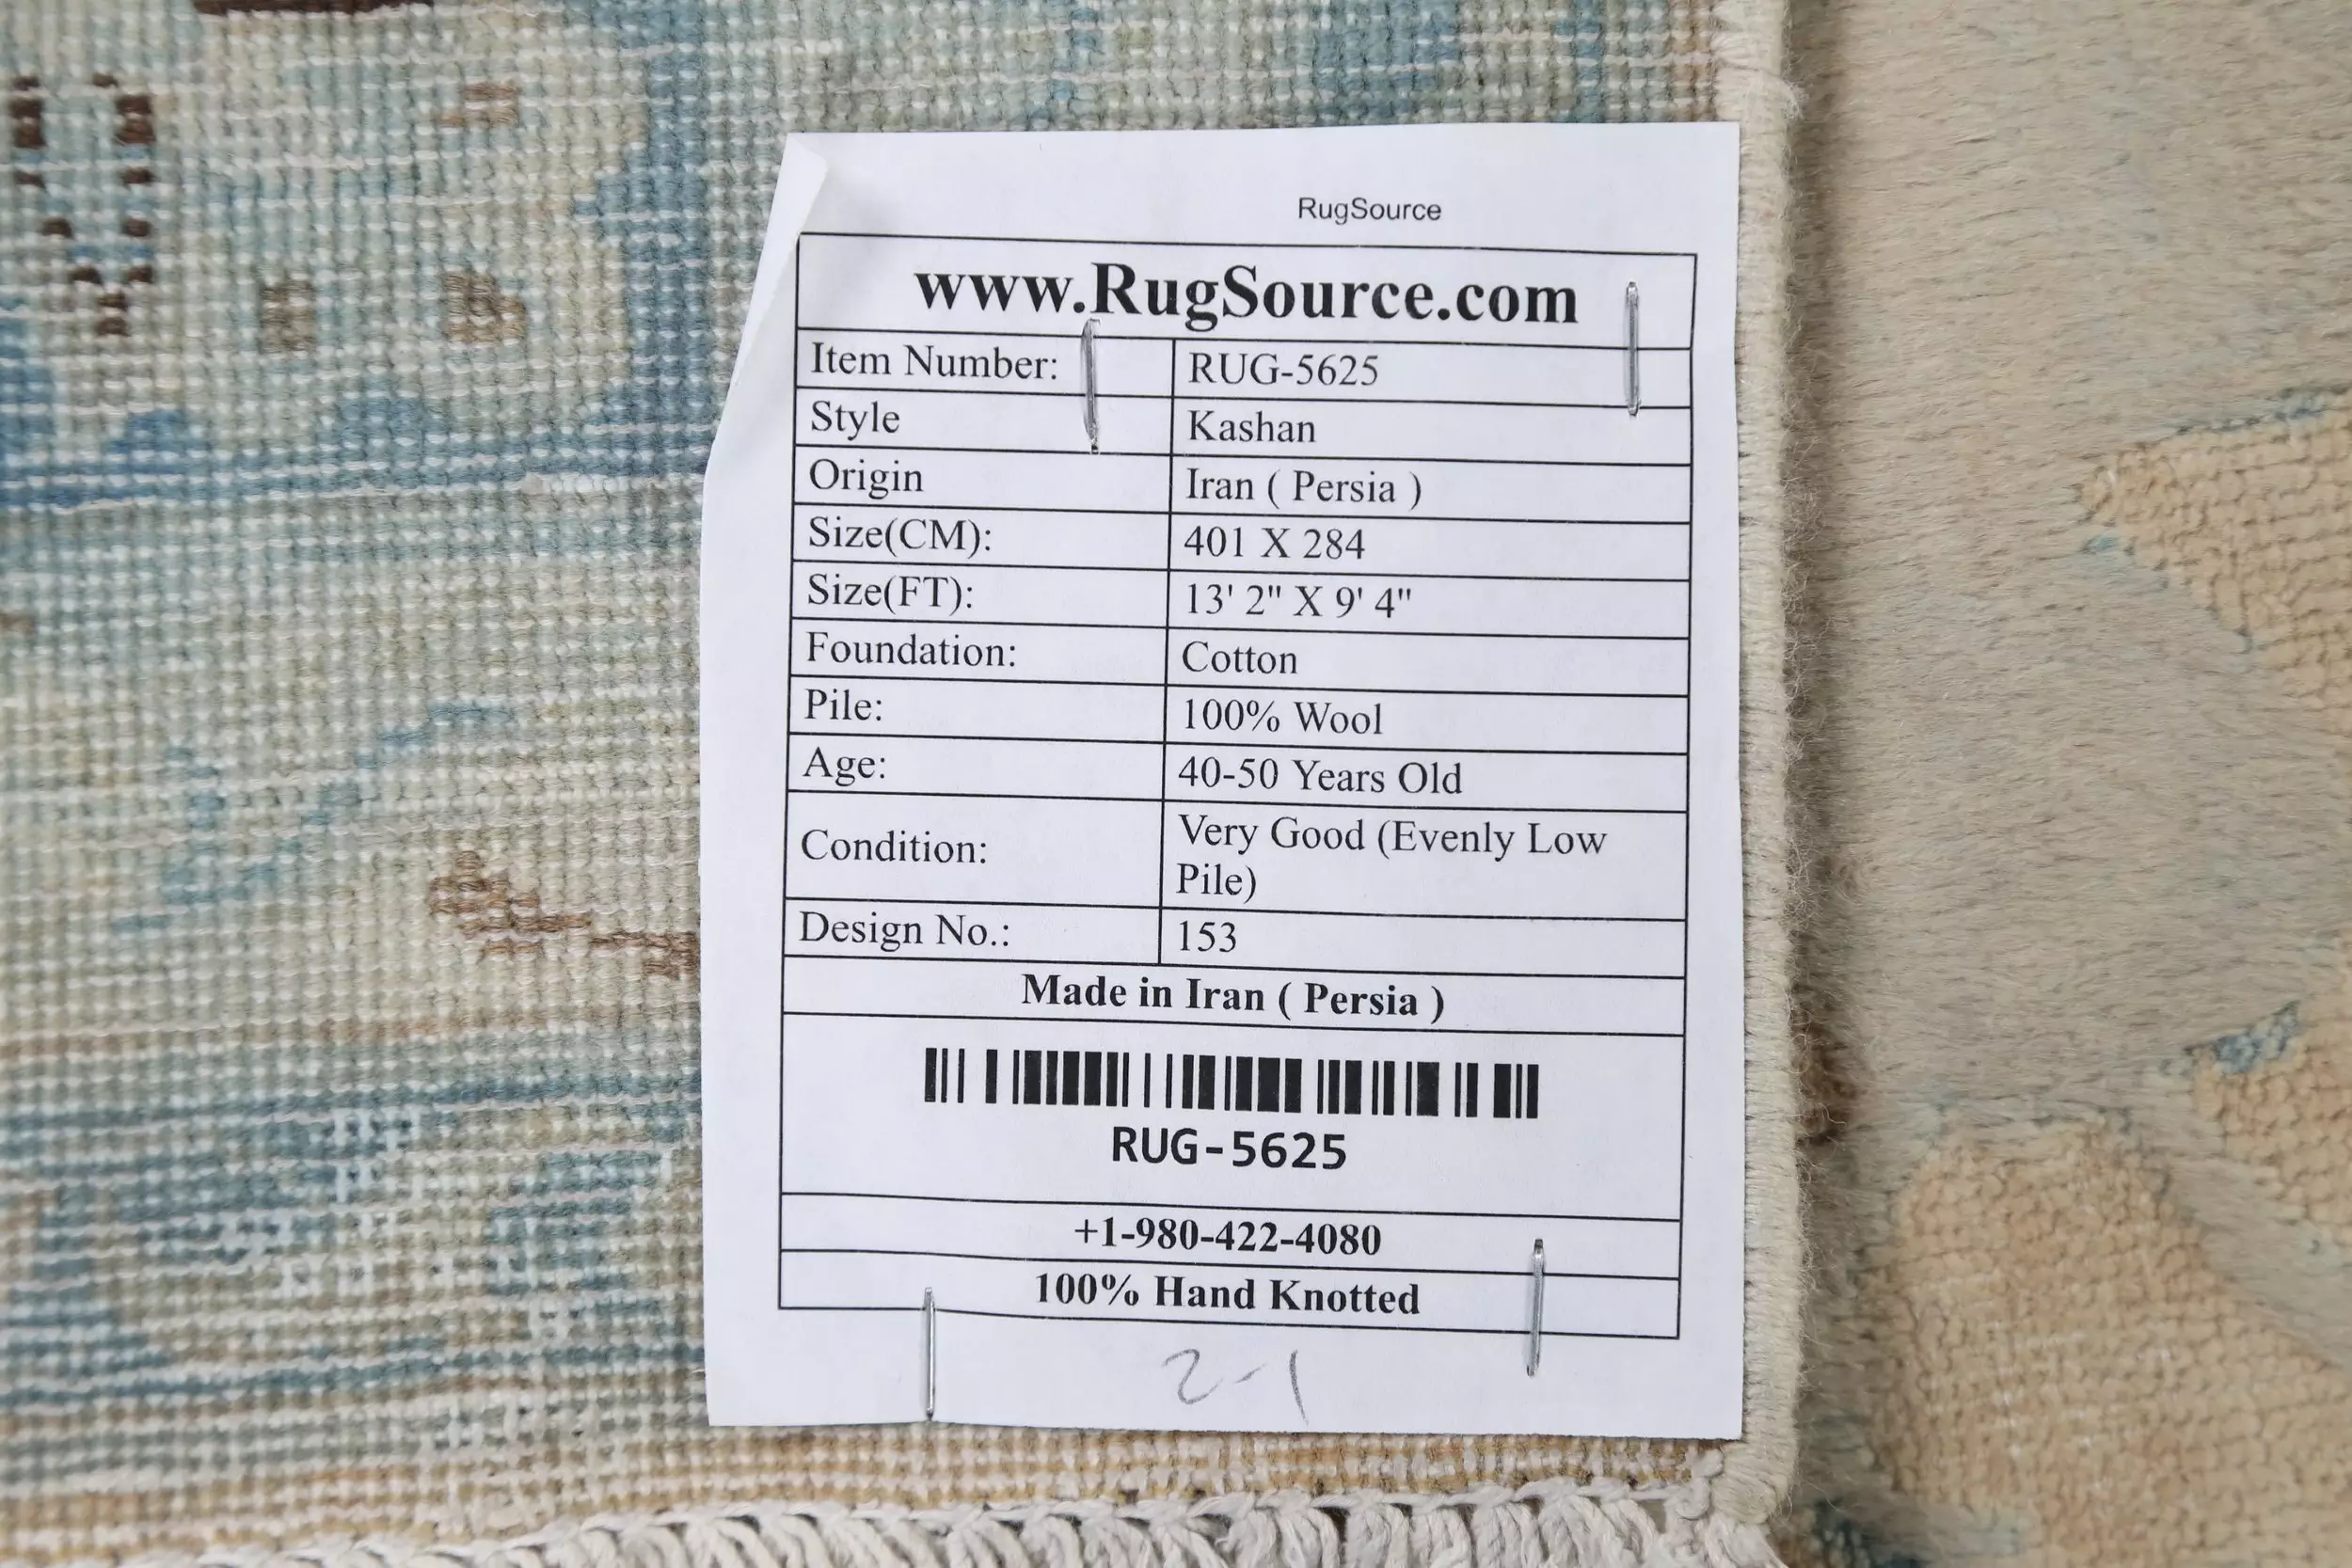 RugSource
www.RugSource.com
Item Number: RUG-5625
Style Kashan
Origin Iran ( Persia )
Size(CM): 401 X 284
Size(FT): 13' 2" X 9' 4"
Foundation: Cotton
Pile: 100% Wool
Age: 40-50 Years Old
Condition: Very Good (Evenly Low
Pile)
Design No.: 153
Made in Iran ( Persia )
RUG-5625
+1-980-422-4080
100% Hand Knotted
2-1